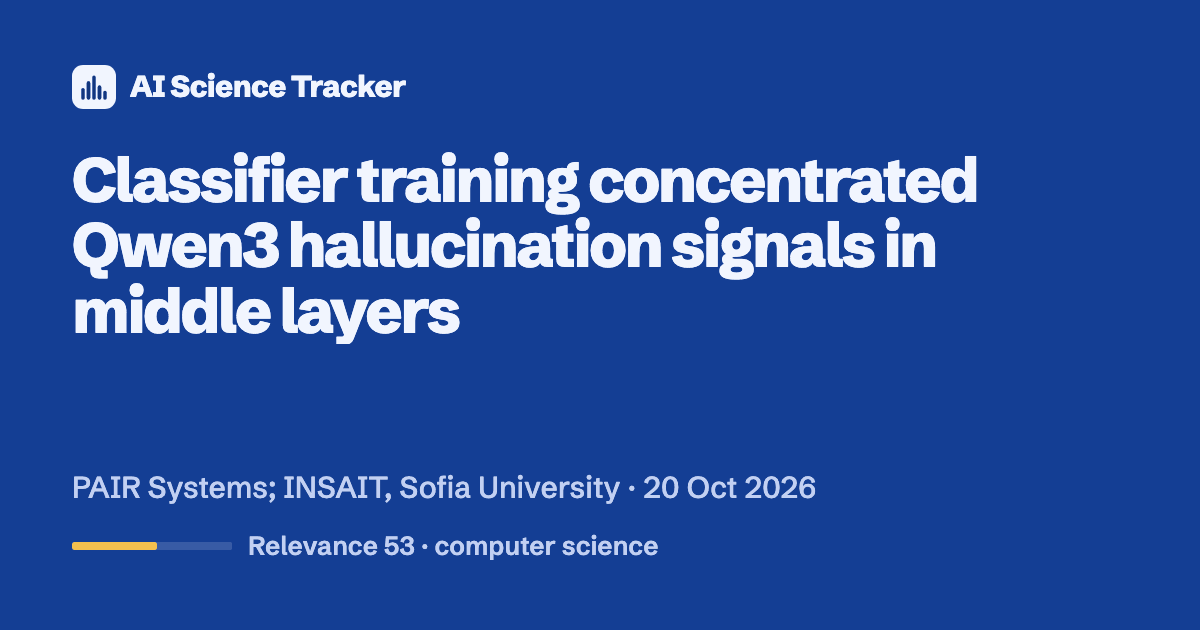 AI Science Tracker
Classifier training concentrated
Qwen3 hallucination signals in
middle layers
PAIR Systems; INSAIT, Sofia University · 20 Oct 2026
Relevance 53 · computer science